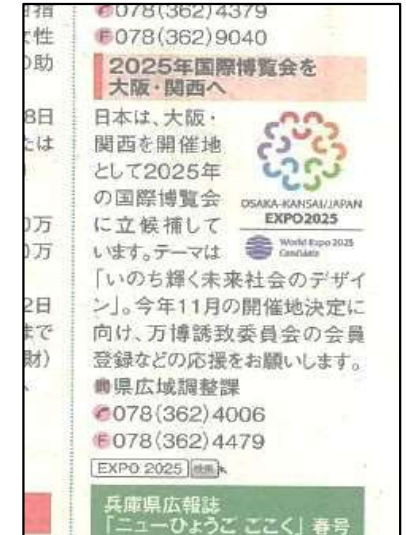 ☎078(362)4379
Ⓕ078(362)9040
2025年国際博覧会を
大阪・関西へ
日本は、大阪・
関西を開催地
として2025年
の国際博覧会
に立候補して
います。テーマは
「いのち輝く未来社会のデザイ
ン」。今年11月の開催地決定に
向け、万博誘致委員会の会員
登録などの応援をお願いします。
県広域調整課
☎078(362)4006
Ⓕ078(362)4479
EXPO 2025 検索
OSAKA-KANSAI/JAPAN
EXPO2025
World Expo 2025
Candidate
兵庫県広報誌
「ニューひょうご ごこく」春号
性
の助
8日
たは
万
万
2日
まで
財)